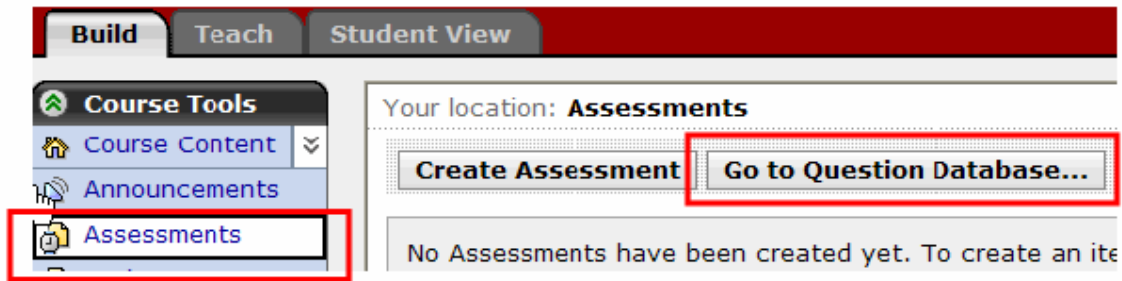 Build Teach Student View
Course Tools
Course Content
Announcements
Assessments
Your location: Assessments
Create Assessment Go to Question Database...
No Assessments have been created yet. To create an ite